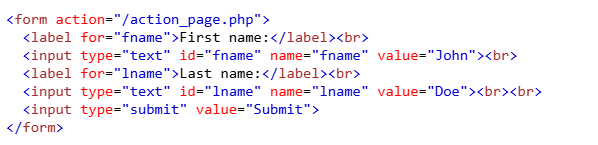 <form action="/action_page.php">
  <label for="fname">First name:</label><br>
  <input type="text" id="fname" name="fname" value="John"><br>
  <label for="lname">Last name:</label><br>
  <input type="text" id="lname" name="lname" value="Doe"><br><br>
  <input type="submit" value="Submit">
</form>